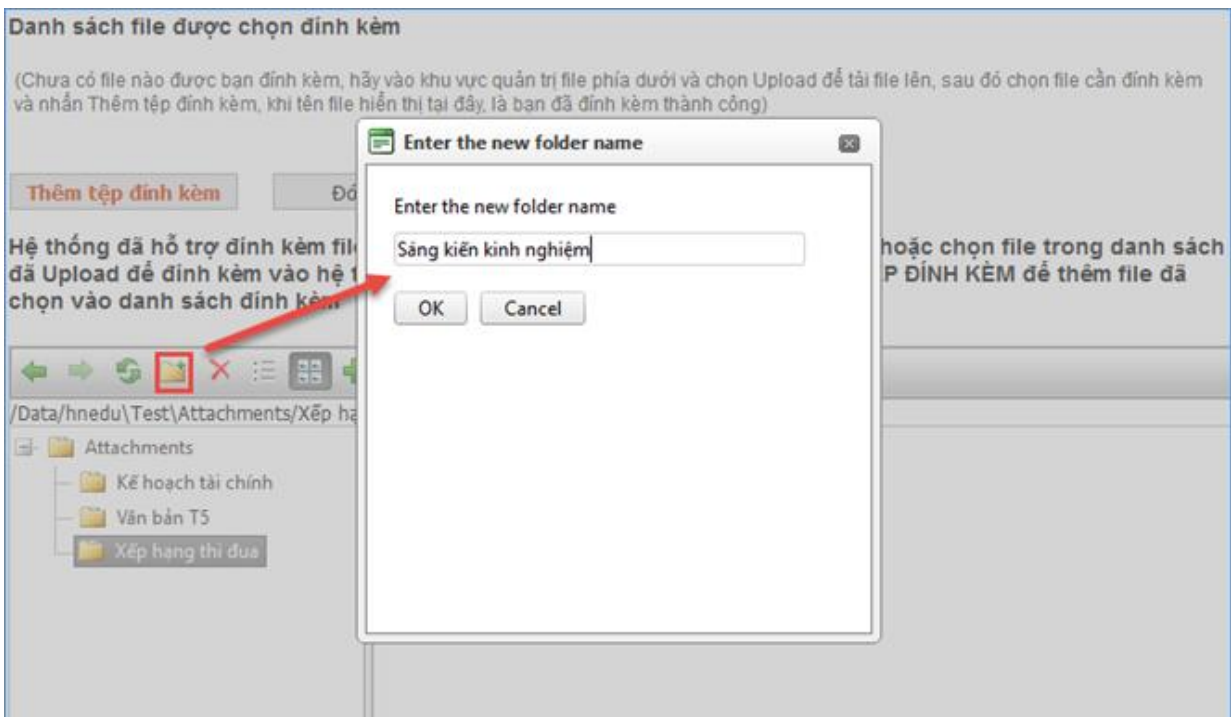 Danh sách file được chọn đính kèm
(Chưa có file nào được bạn đính kèm, hãy vào khu vực quản trị file phía dưới và chọn Upload để tải file lên, sau đó chọn file cần đính kèm
và nhấn Thêm tệp đính kèm, khi tên file hiển thị tại đây, là bạn đã đính kèm thành công)
Enter the new folder name
Thêm tệp đính kèm
Enter the new folder name
Sáng kiến kinh nghiệm
Hệ thống đã hỗ trợ đính kèm hoặc chọn file trong danh sách
đã Upload để đính kèm vào hệ ĐÍNH KÈM để thêm file đã
chọn vào danh sách đính kèm
OK Cancel
/Data/hnedu\Test\Attachments/Xếp
Attachments
Kế hoạch tài chính
Văn bản T5
Xếp hạng thi đua